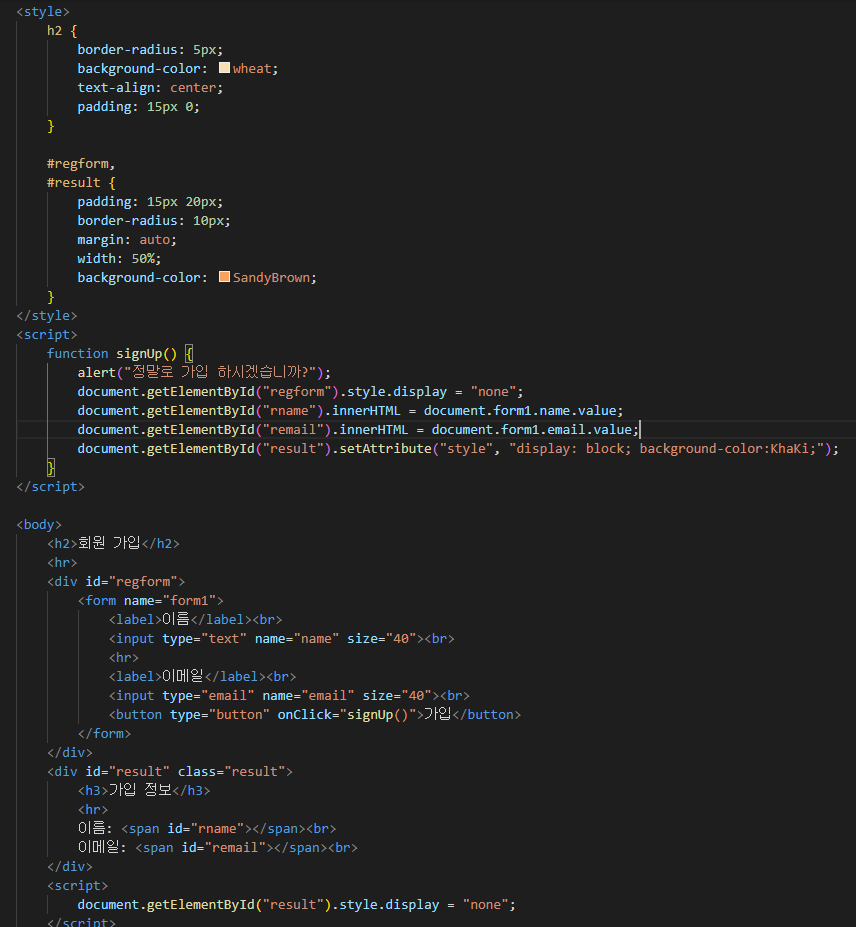 <style>
    h2 {
        border-radius: 5px;
        background-color: wheat;
        text-align: center;
        padding: 15px 0;
    }

    #regform,
    #result {
        padding: 15px 20px;
        border-radius: 10px;
        margin: auto;
        width: 50%;
        background-color: SandyBrown;
    }
</style>
<script>
    function signUp() {
        alert("정말로 가입 하시겠습니까?");
        document.getElementById("regform").style.display = "none";
        document.getElementById("rname").innerHTML = document.form1.name.value;
        document.getElementById("remail").innerHTML = document.form1.email.value;
        document.getElementById("result").setAttribute("style", "display: block; background-color:KhaKi;");
    }
</script>

<body>
    <h2>회원 가입</h2>
    <hr>
    <div id="regform">
        <form name="form1">
            <label>이름</label><br>
            <input type="text" name="name" size="40"><br>
            <hr>
            <label>이메일</label><br>
            <input type="email" name="email" size="40"><br>
            <button type="button" onClick="signUp()">가입</button>
        </form>
    </div>
    <div id="result" class="result">
        <h3>가입 정보</h3>
        <hr>
        이름: <span id="rname"></span><br>
        이메일: <span id="remail"></span><br>
    </div>
    <script>
        document.getElementById("result").style.display = "none";
    </script>